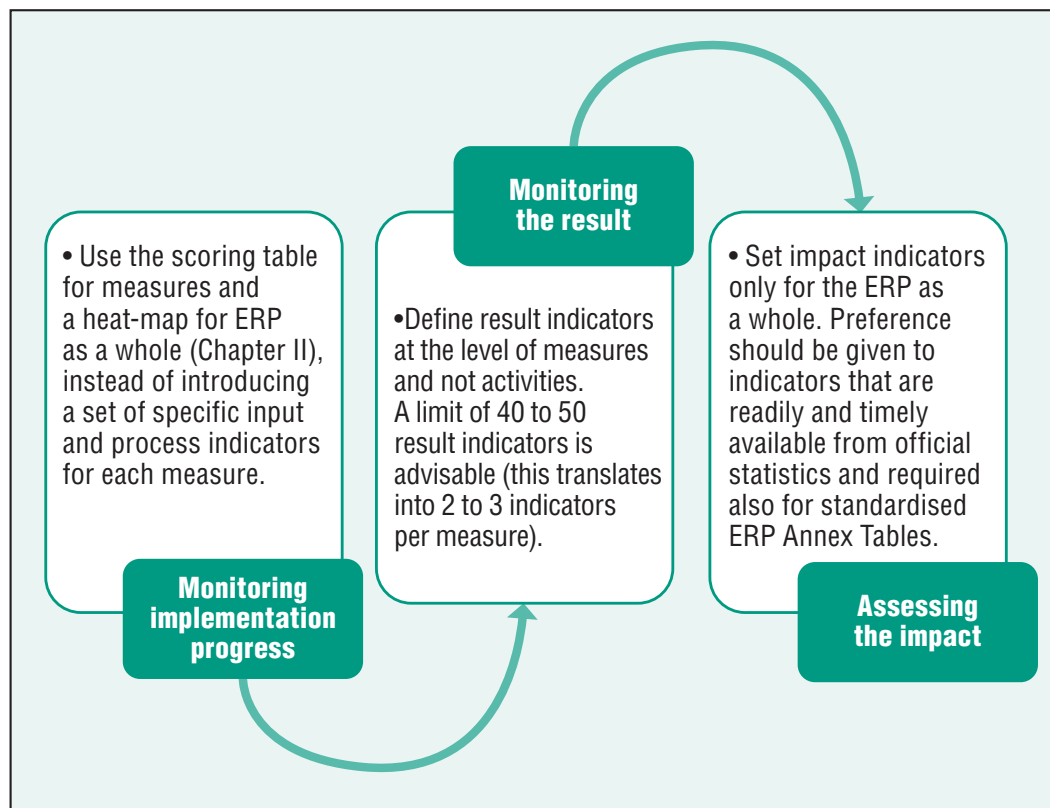 • Use the scoring table
for measures and
a heat-map for ERP
as a whole (Chapter II),
instead of introducing
a set of specific input
and process indicators
for each measure.
Monitoring
implementation
progress
Monitoring
the result
•Define result indicators
at the level of measures
and not activities.
A limit of 40 to 50
result indicators is
advisable (this translates
into 2 to 3 indicators
per measure).
• Set impact indicators
only for the ERP as
a whole. Preference
should be given to
indicators that are
readily and timely
available from official
statistics and required
also for standardised
ERP Annex Tables.
Assessing
the impact